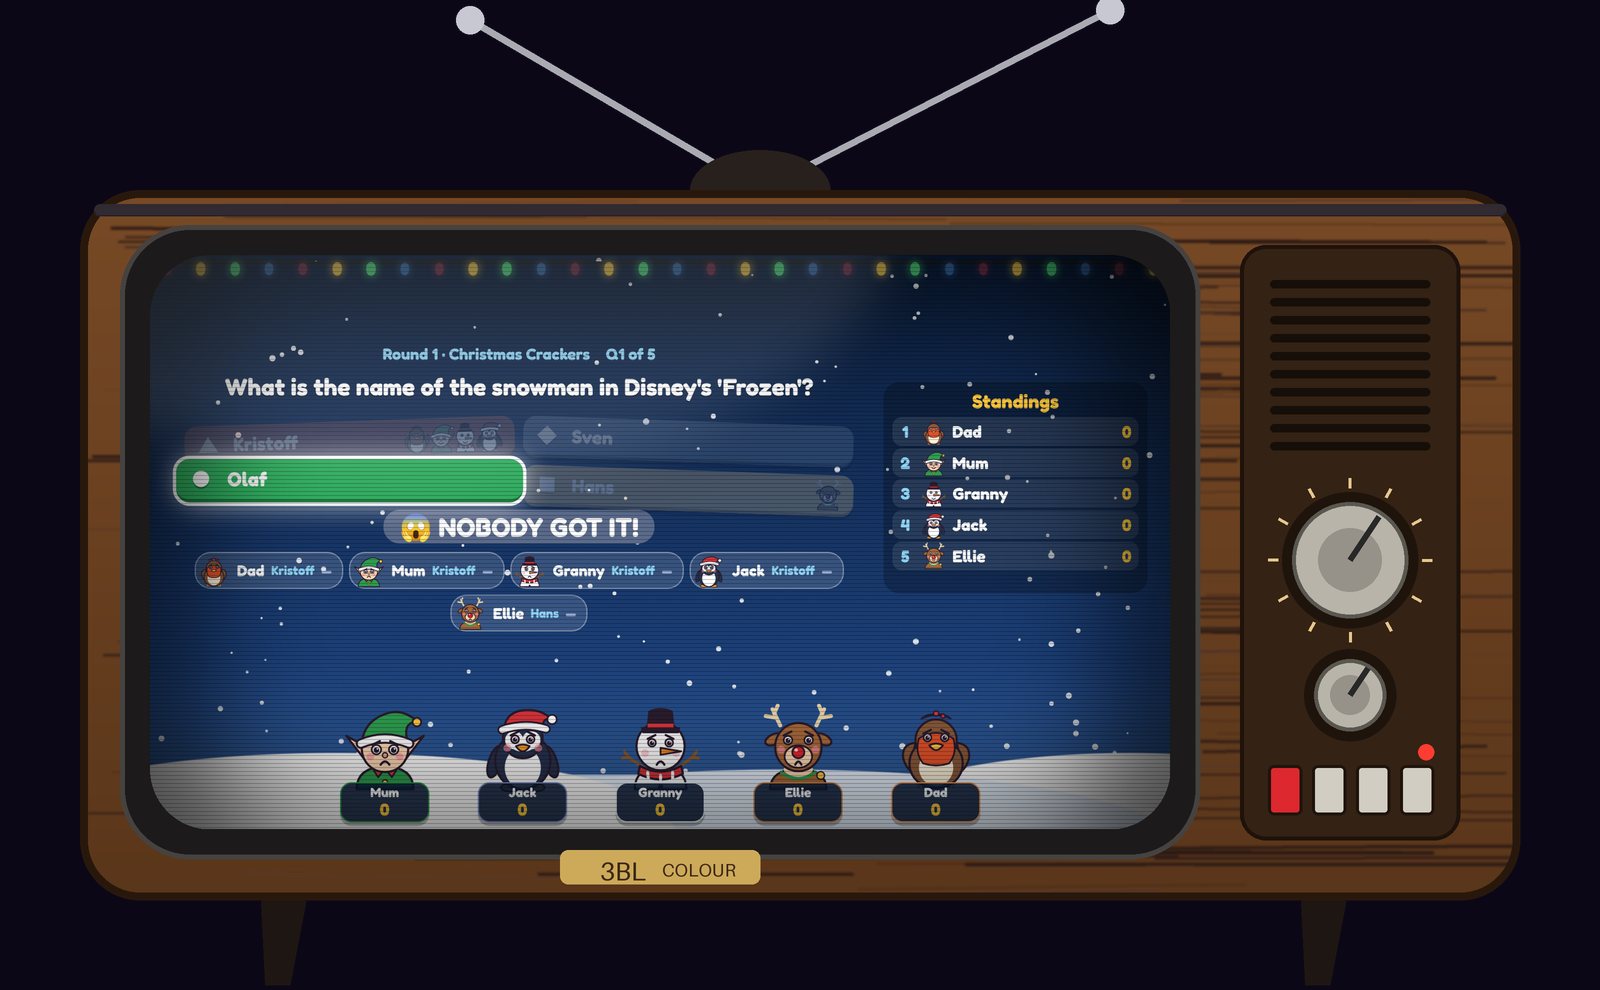 Round 1 · Christmas Crackers Q1 of 5
What is the name of the snowman in Disney's 'Frozen'?
Kristoff
Sven
Olaf
Hans
😱 NOBODY GOT IT!
Dad Kristoff –
Mum Kristoff –
Granny Kristoff –
Jack Kristoff –
Ellie Hans –
Standings
1 Dad 0
2 Mum 0
3 Granny 0
4 Jack 0
5 Ellie 0
Mum
0
Jack
0
Granny
0
Ellie
0
Dad
0
3BL COLOUR